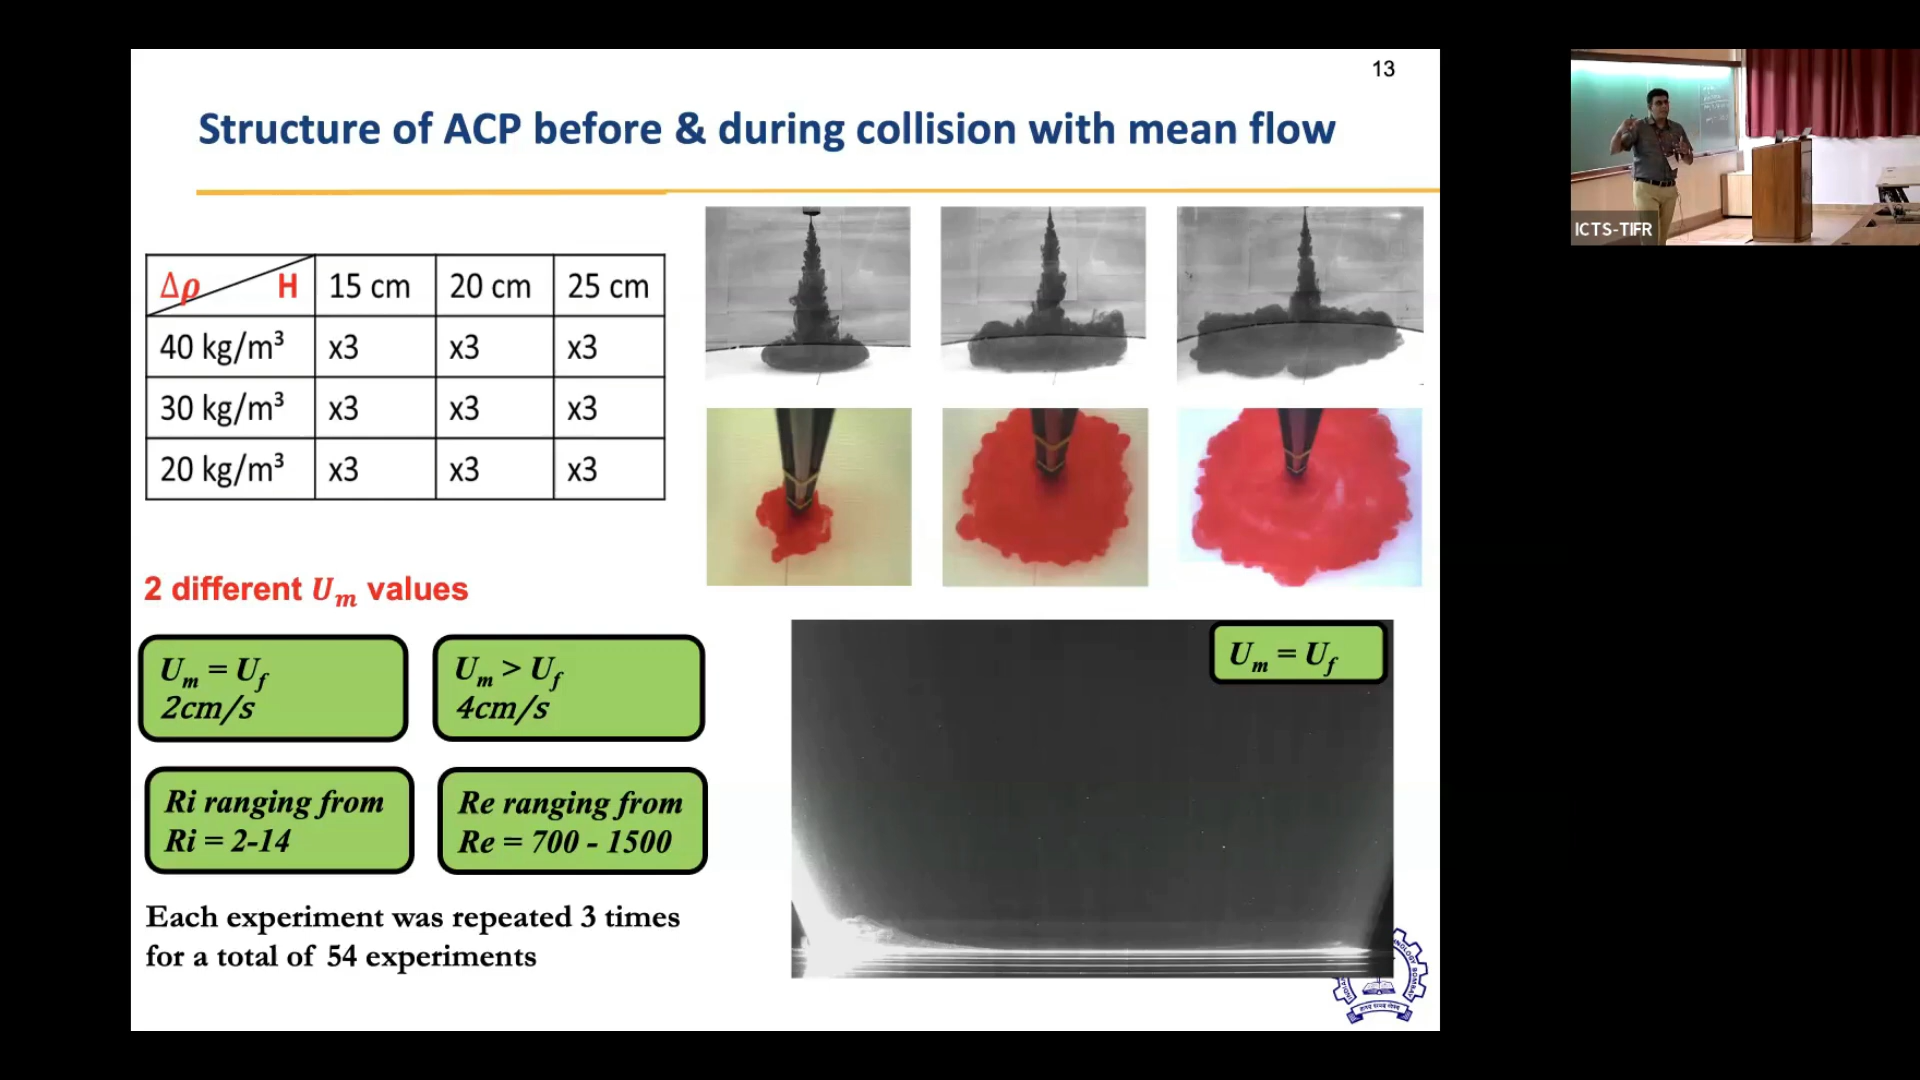 13
Structure of ACP before & during collision with mean flow
Δρ H 15 cm 20 cm 25 cm
40 kg/m³ x3 x3 x3
30 kg/m³ x3 x3 x3
20 kg/m³ x3 x3 x3
2 different Uₘ values
Uₘ = U_f
2cm/s
Uₘ > U_f
4cm/s
Ri ranging from
Ri = 2-14
Re ranging from
Re = 700 - 1500
Each experiment was repeated 3 times
for a total of 54 experiments
Uₘ = U_f
ICTS-TIFR